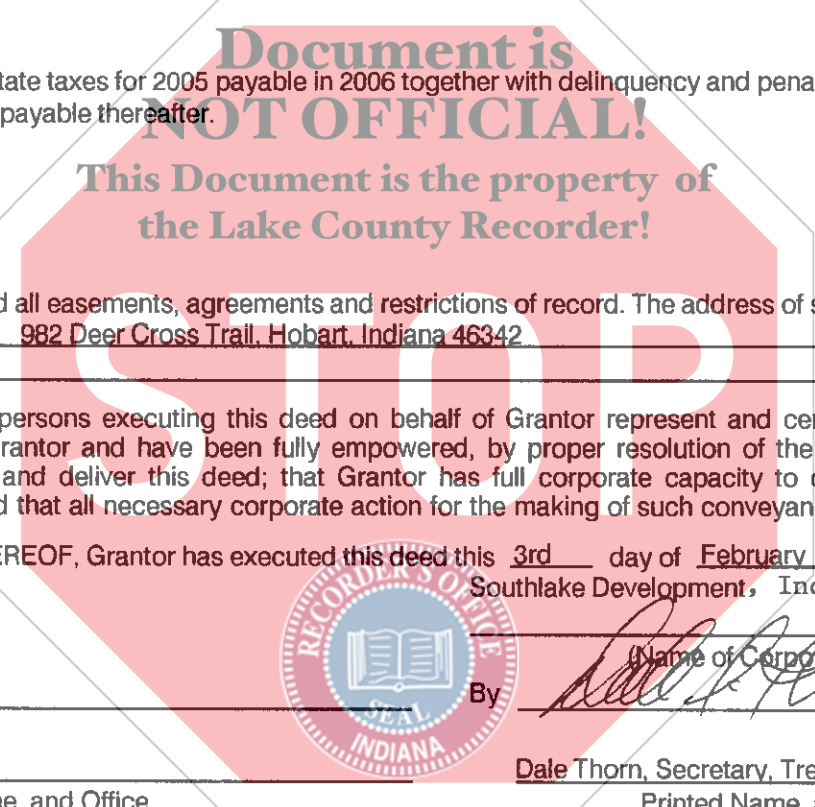 Document is
tate taxes for 2005 payable in 2006 together with delinquency and pena
payable thereafter.
NOT OFFICIAL!
This Document is the property of
the Lake County Recorder!
STOP
d all easements, agreements and restrictions of record. The address of s
982 Deer Cross Trail, Hobart, Indiana 46342
persons executing this deed on behalf of Grantor represent and cer
rantor and have been fully empowered, by proper resolution of the
and deliver this deed; that Grantor has full corporate capacity to
d that all necessary corporate action for the making of such conveyan
EREOF, Grantor has executed this deed this 3rd day of February
Southlake Development, Inc
RECORDER'S OFFICE
(Name of Corpo
By
SEAL
INDIANA
Dale Thorn, Secretary, Tre
e, and Office
Printed Name,